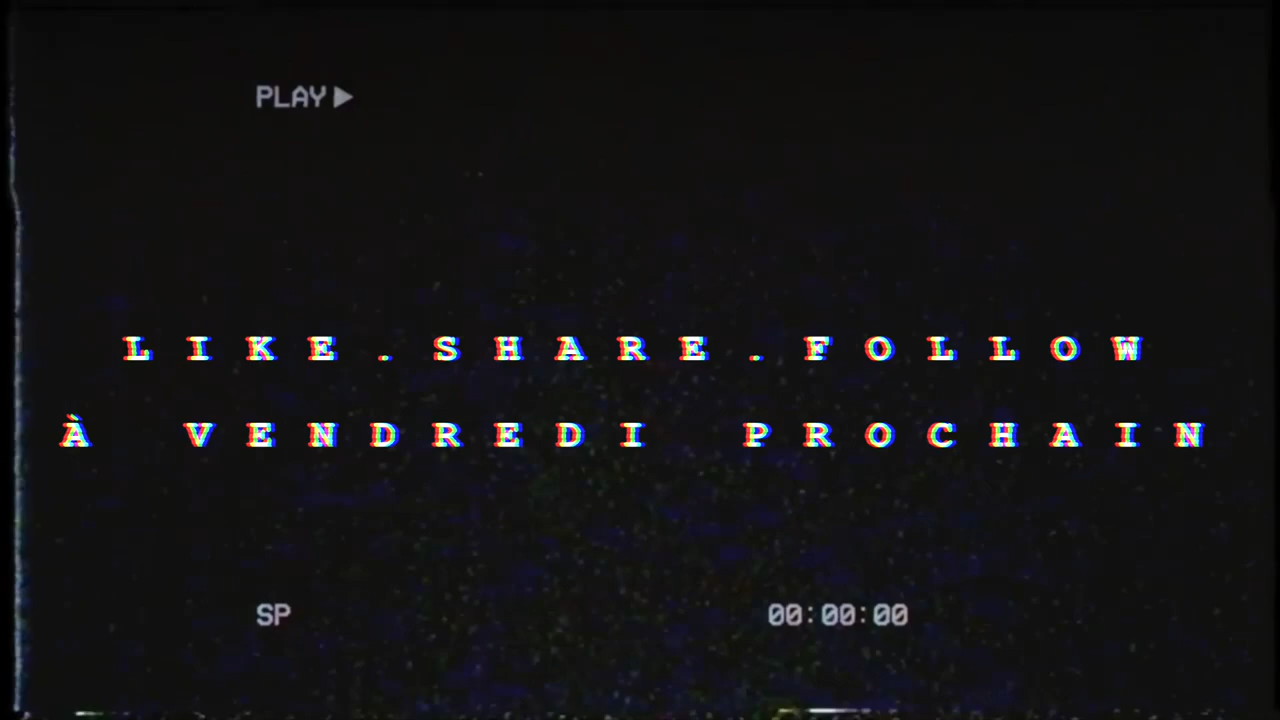 PLAY ▶
LIKE.SHARE.FOLLOW
À VENDREDI PROCHAIN
SP 00:00:00